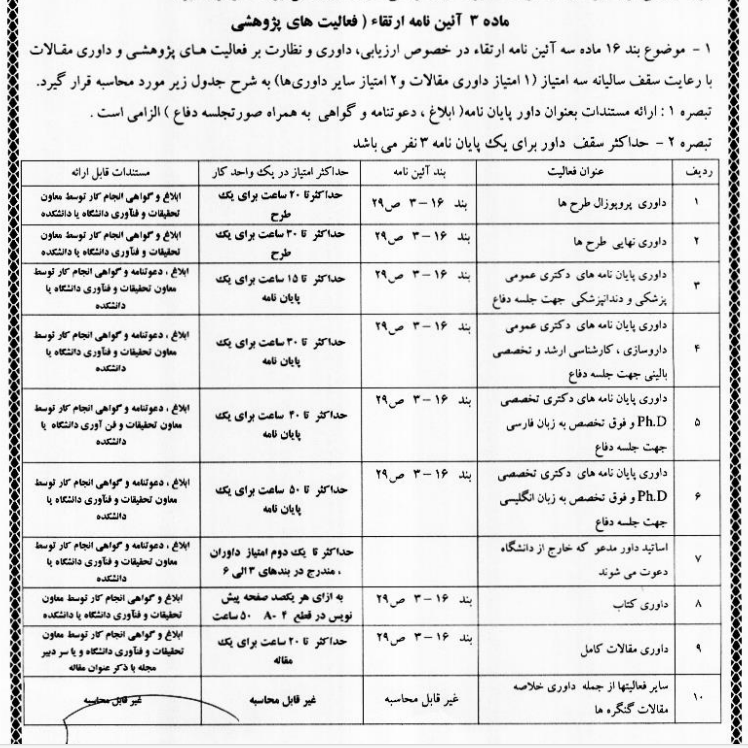 ماده ۳ آئین نامه ارتقاء ( فعالیت های پژوهشی
۱ - موضوع بند ۱۶ ماده سه آئین نامه ارتقاء در خصوص ارزیابی، داوری و نظارت بر فعالیت های پژوهشی و داوری مقالات
با رعایت سقف سالیانه سه امتیاز (۱ امتیاز داوری مقالات و۲ امتیاز سایر داوری‌ها) به شرح جدول زیر مورد محاسبه قرار گیرد.
تبصره ۱ : ارائه مستندات بعنوان داور پایان نامه( ابلاغ ، دعوتنامه و گواهی به همراه صورتجلسه دفاع ) الزامی است .
تبصره ۲ - حداکثر سقف داور برای یک پایان نامه ۳ نفر می باشد
ردیف عنوان فعالیت بند آئین نامه حداکثر امتیاز در یک واحد کار مستندات قابل ارائه
۱ داوری پروپوزال طرح ها بند ۱۶ – ۳ ص۲۹ حداکثر تا ۲۰ ساعت برای یک
طرح
ابلاغ و گواهی انجام کار توسط معاون
تحقیقات و فنآوری دانشگاه یا دانشکده
۲ داوری نهایی طرح ها بند ۱۶ – ۳ ص۲۹ حداکثر تا ۳۰ ساعت برای یک
طرح
ابلاغ و گواهی انجام کار توسط معاون
تحقیقات و فنآوری دانشگاه یا دانشکده
۳ داوری پایان نامه های دکتری عمومی
پزشکی و دندانپزشکی جهت جلسه دفاع
بند ۱۶ – ۳ ص۲۹
حداکثر تا ۱۵ ساعت برای یک
پایان نامه
ابلاغ ، دعوتنامه و گواهی انجام کار توسط
معاون تحقیقات و فنآوری دانشگاه یا
دانشکده
۴ داوری پایان نامه های دکتری عمومی
داروسازی ، کارشناسی ارشد و تخصصی
بالینی جهت جلسه دفاع
بند ۱۶ – ۳ ص۲۹
حداکثر تا ۳۰ ساعت برای یک
پایان نامه
ابلاغ ، دعوتنامه و گواهی انجام کار توسط
معاون تحقیقات و فنآوری دانشگاه یا
دانشکده
۵ داوری پایان نامه های دکتری تخصصی
Ph.D و فوق تخصص به زبان فارسی
جهت جلسه دفاع
بند ۱۶ – ۳ ص۲۹
حداکثر تا ۴۰ ساعت برای یک
پایان نامه
ابلاغ ، دعوتنامه و گواهی انجام کار توسط
معاون تحقیقات و فن آوری دانشگاه یا
دانشکده
۶ داوری پایان نامه های دکتری تخصصی
Ph.D و فوق تخصص به زبان انگلیسی
جهت جلسه دفاع
بند ۱۶ – ۳ ص۲۹
حداکثر تا ۵۰ ساعت برای یک
پایان نامه
ابلاغ ، دعوتنامه و گواهی انجام کار توسط
معاون تحقیقات و فنآوری دانشگاه یا
دانشکده
۷ اساتید داور مدعو که خارج از دانشگاه
دعوت می شوند
حداکثر تا یک دوم امتیاز داوران
، مندرج در بندهای ۳ الی ۶
ابلاغ ، دعوتنامه و گواهی انجام کار توسط
معاون تحقیقات و فنآوری دانشگاه یا
دانشکده
۸ داوری کتاب بند ۱۶ – ۳ ص۲۹ به ازای هر یکصد صفحه پیش
نویس در قطع A-۴ ۵۰ ساعت
ابلاغ و گواهی انجام کار توسط معاون
تحقیقات و فنآوری دانشگاه یا دانشکده
۹ داوری مقالات کامل بند ۱۶ – ۳ ص۲۹ حداکثر تا ۲۰ ساعت برای یک
مقاله
ابلاغ و گواهی انجام کار توسط معاون
تحقیقات و فنآوری دانشگاه و یا سر دبیر
مجله با ذکر عنوان مقاله
۱۰ سایر فعالیتها از جمله داوری خلاصه
مقالات گنگره ها
غیر قابل محاسبه غیر قابل محاسبه غیر قابل محاسبه